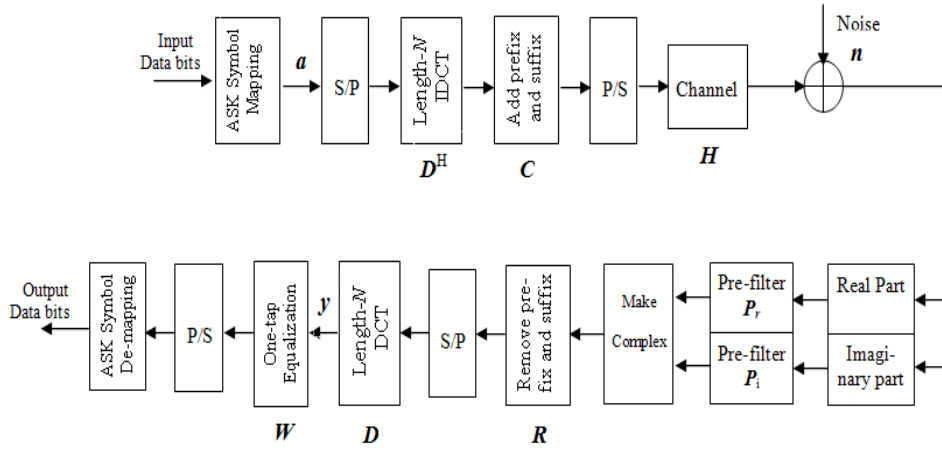 Input
Data bits
a
ASK Symbol
Mapping
S/P
Length-N
IDCT
D^H
Add prefix
and suffix
C
P/S
Channel
H
Noise
n
Output
Data bits
ASK Symbol
De-mapping
P/S
One-tap
Equalization
W
y
Length-N
DCT
D
S/P
Remove pre-
fix and suffix
R
Make
Complex
Pre-filter
P_r
Pre-filter
P_i
Real Part
Imagi-
nary part